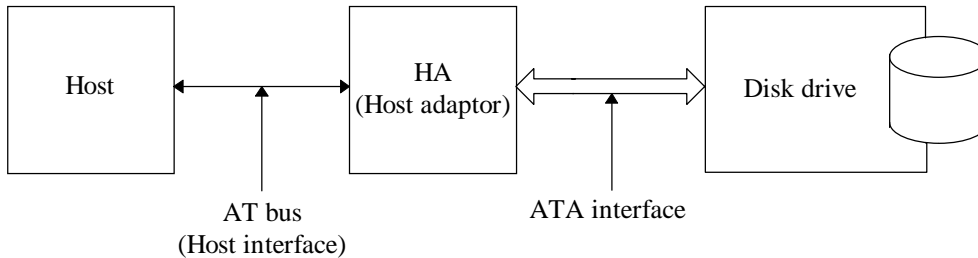 Host
HA
(Host adaptor)
Disk drive
AT bus
(Host interface)
ATA interface